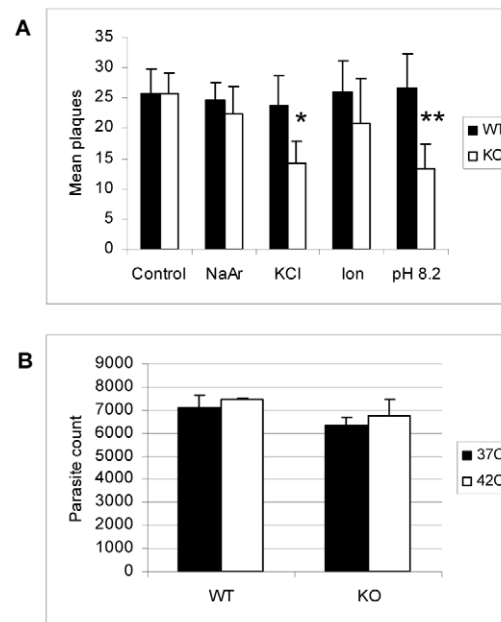 A
35
30
25
20
15
10
5
0
Mean plaques
*
**
Control NaAr KCl Ion pH 8.2
WT
KO
B
9000
8000
7000
6000
5000
4000
3000
2000
1000
0
Parasite count
WT KO
37C
42C